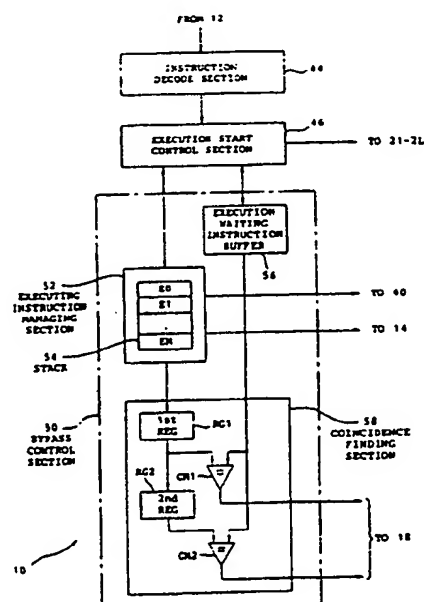 FROM 12
INSTRUCTION
DECODE SECTION
44
EXECUTION START
CONTROL SECTION
46
TO 21-2L
EXECUTION
WAITING
INSTRUCTION
BUFFER
56
52
EXECUTING
INSTRUCTION
MANAGING
SECTION
E0
E1
EN
TO 40
TO 14
54
STACK
50
BYPASS
CONTROL
SECTION
1st
REG
RG1
58
COINCIDENCE
FINDING
SECTION
RG2
2nd
REG
=
CM1
=
CM2
TO 18
10